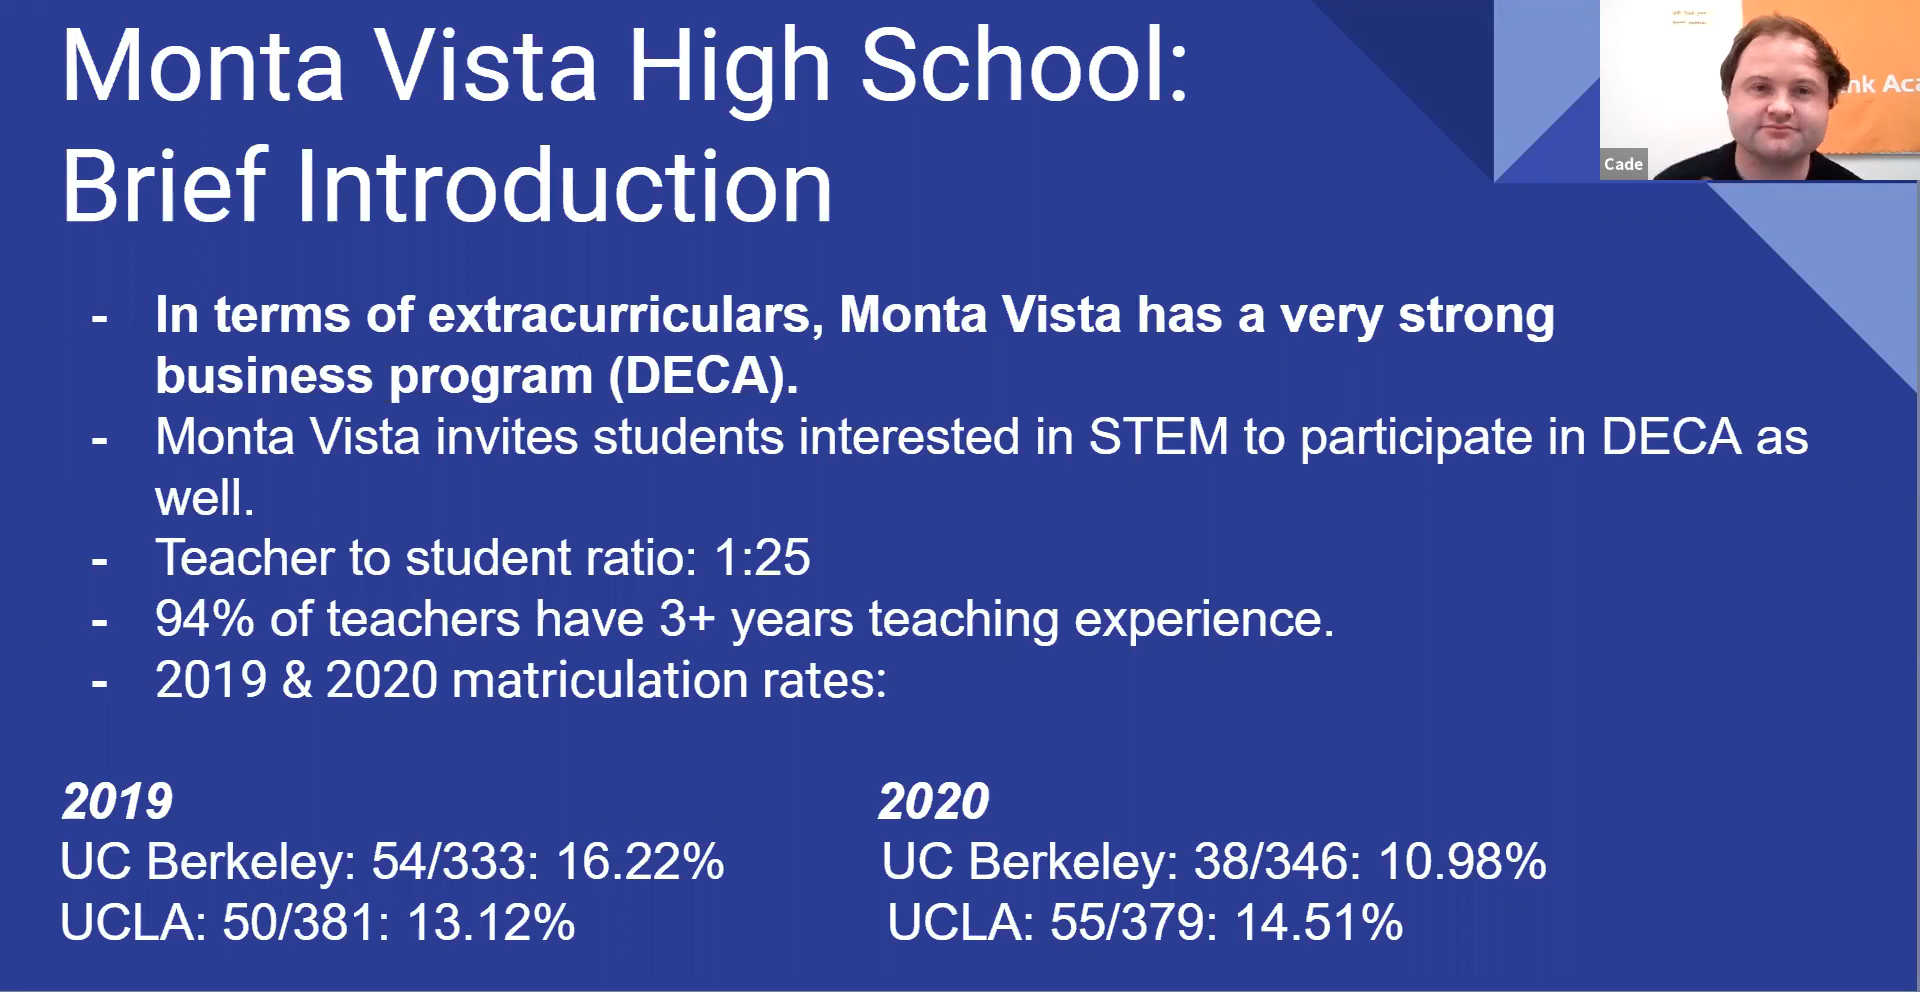 Monta Vista High School:
Brief Introduction
- In terms of extracurriculars, Monta Vista has a very strong
business program (DECA).
- Monta Vista invites students interested in STEM to participate in DECA as
well.
- Teacher to student ratio: 1:25
- 94% of teachers have 3+ years teaching experience.
- 2019 & 2020 matriculation rates:
2019
UC Berkeley: 54/333: 16.22%
UCLA: 50/381: 13.12%
2020
UC Berkeley: 38/346: 10.98%
UCLA: 55/379: 14.51%
Cade
nk Aca